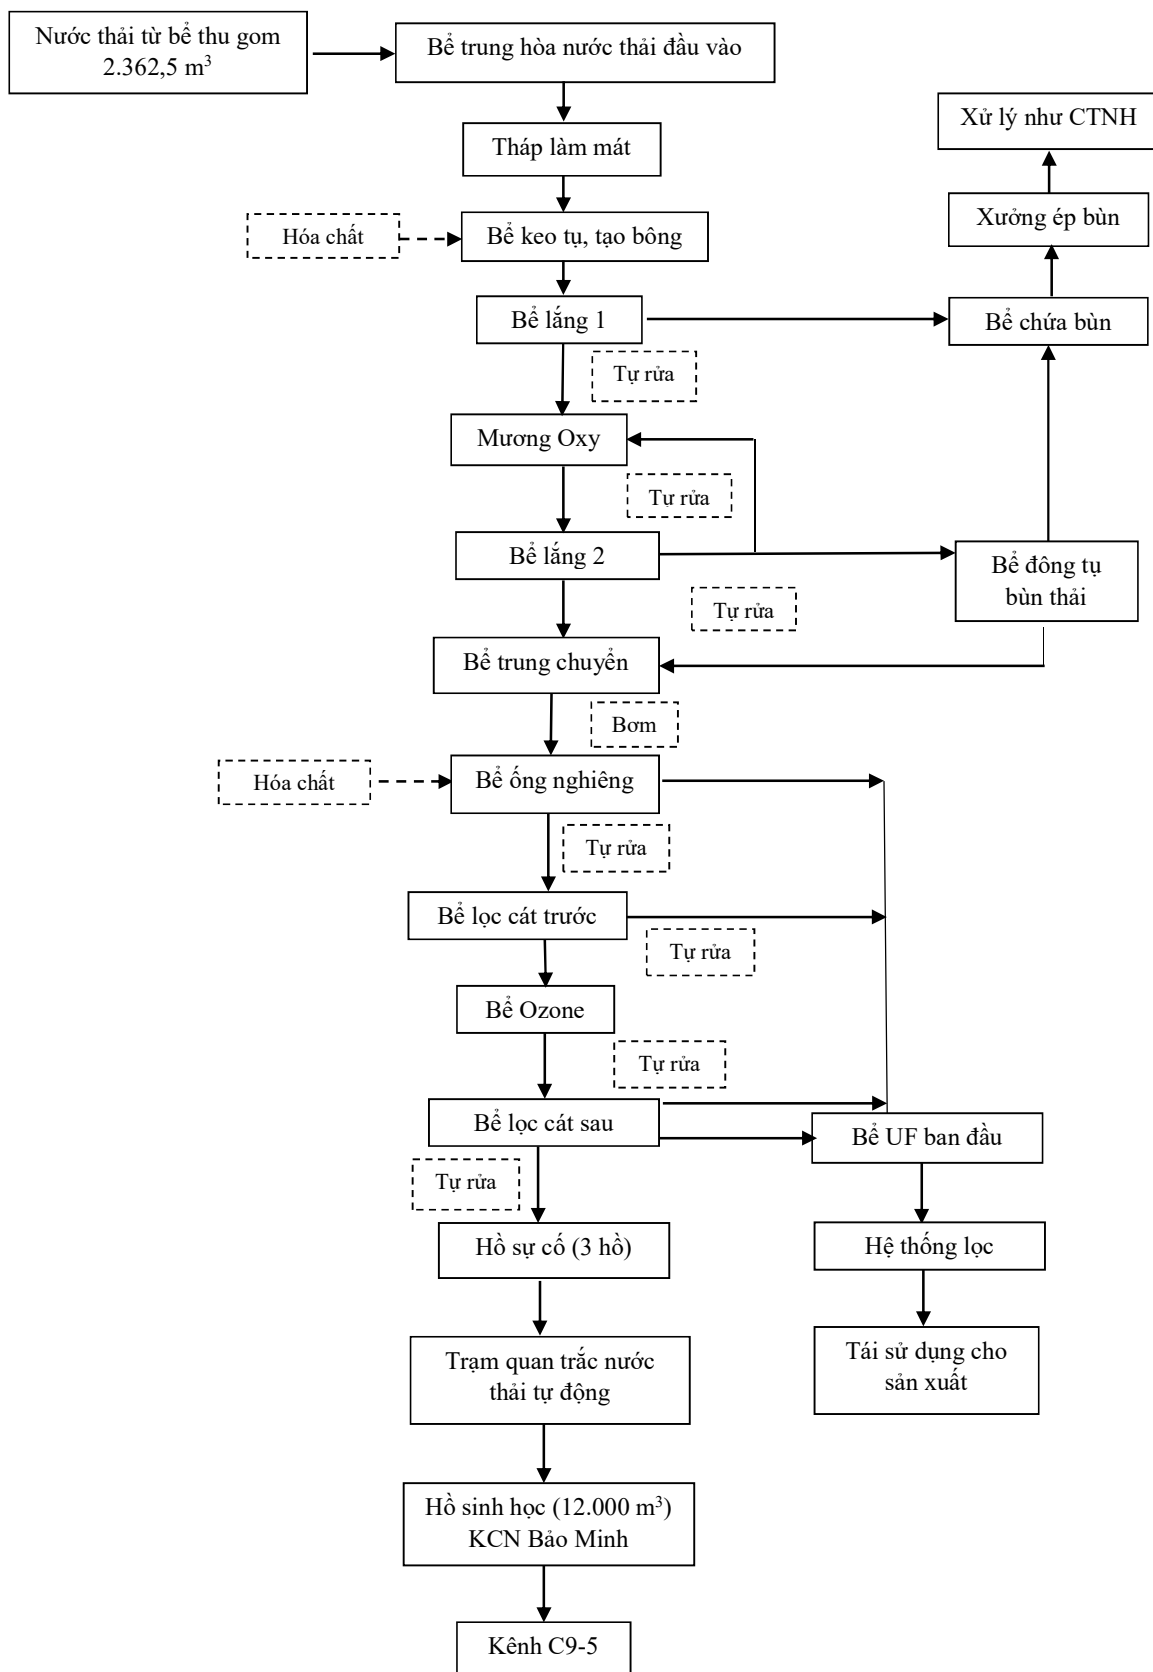 Nước thải từ bể thu gom
2.362,5 m³
Bể trung hòa nước thải đầu vào
Xử lý như CTNH
Tháp làm mát
Xưởng ép bùn
Hóa chất
Bể keo tụ, tạo bông
Bể lắng 1
Bể chứa bùn
Tự rửa
Mương Oxy
Tự rửa
Bể lắng 2
Bể đông tụ
bùn thải
Tự rửa
Bể trung chuyển
Bơm
Hóa chất
Bể ống nghiêng
Tự rửa
Bể lọc cát trước
Tự rửa
Bể Ozone
Tự rửa
Bể lọc cát sau
Bể UF ban đầu
Tự rửa
Hồ sự cố (3 hồ)
Hệ thống lọc
Trạm quan trắc nước
thải tự động
Tái sử dụng cho
sản xuất
Hồ sinh học (12.000 m³)
KCN Bảo Minh
Kênh C9-5